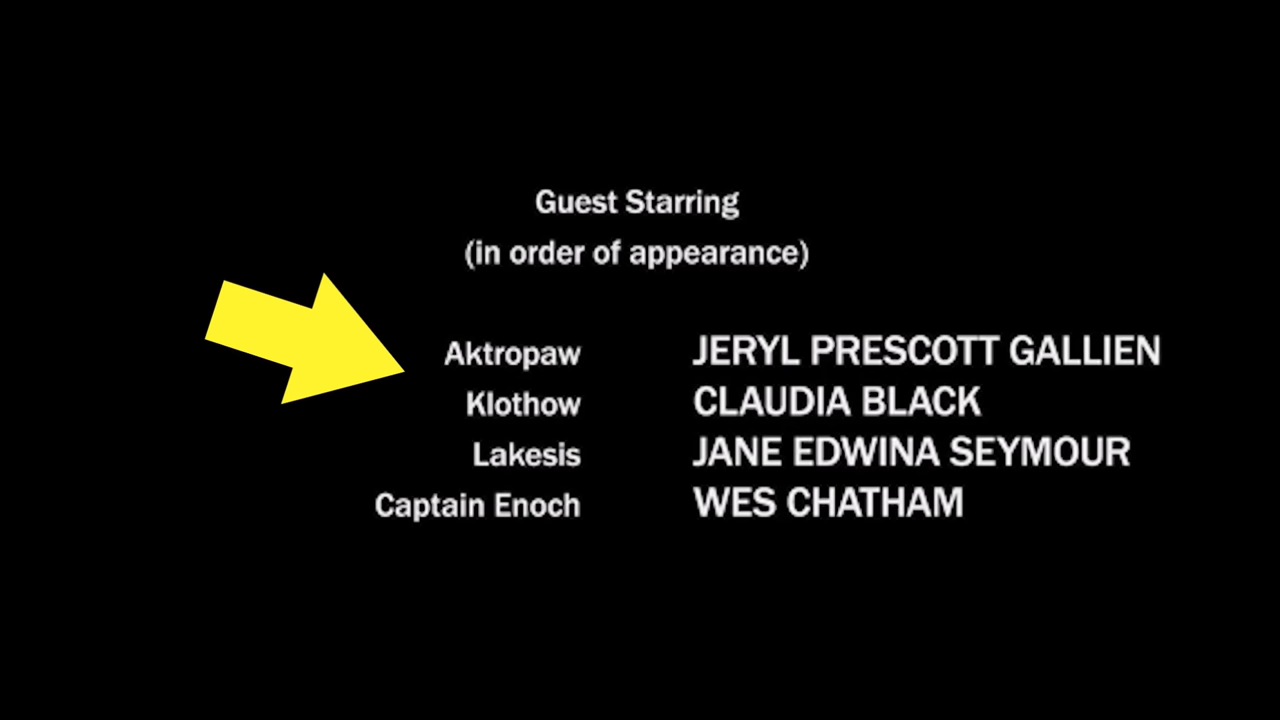 Guest Starring
(in order of appearance)
Aktropaw JERYL PRESCOTT GALLIEN
Klothow CLAUDIA BLACK
Lakesis JANE EDWINA SEYMOUR
Captain Enoch WES CHATHAM